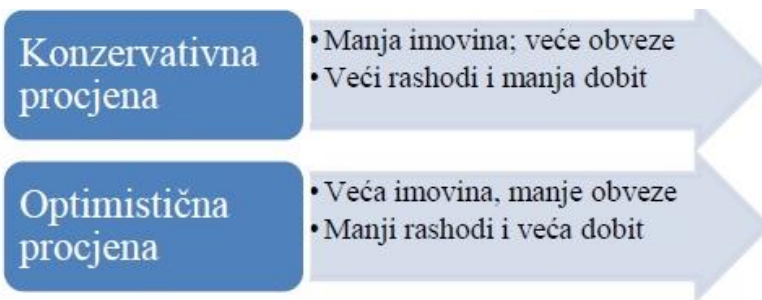 Konzervativna
procjena
• Manja imovina; veće obveze
• Veći rashodi i manja dobit
Optimistična
procjena
• Veća imovina, manje obveze
• Manji rashodi i veća dobit